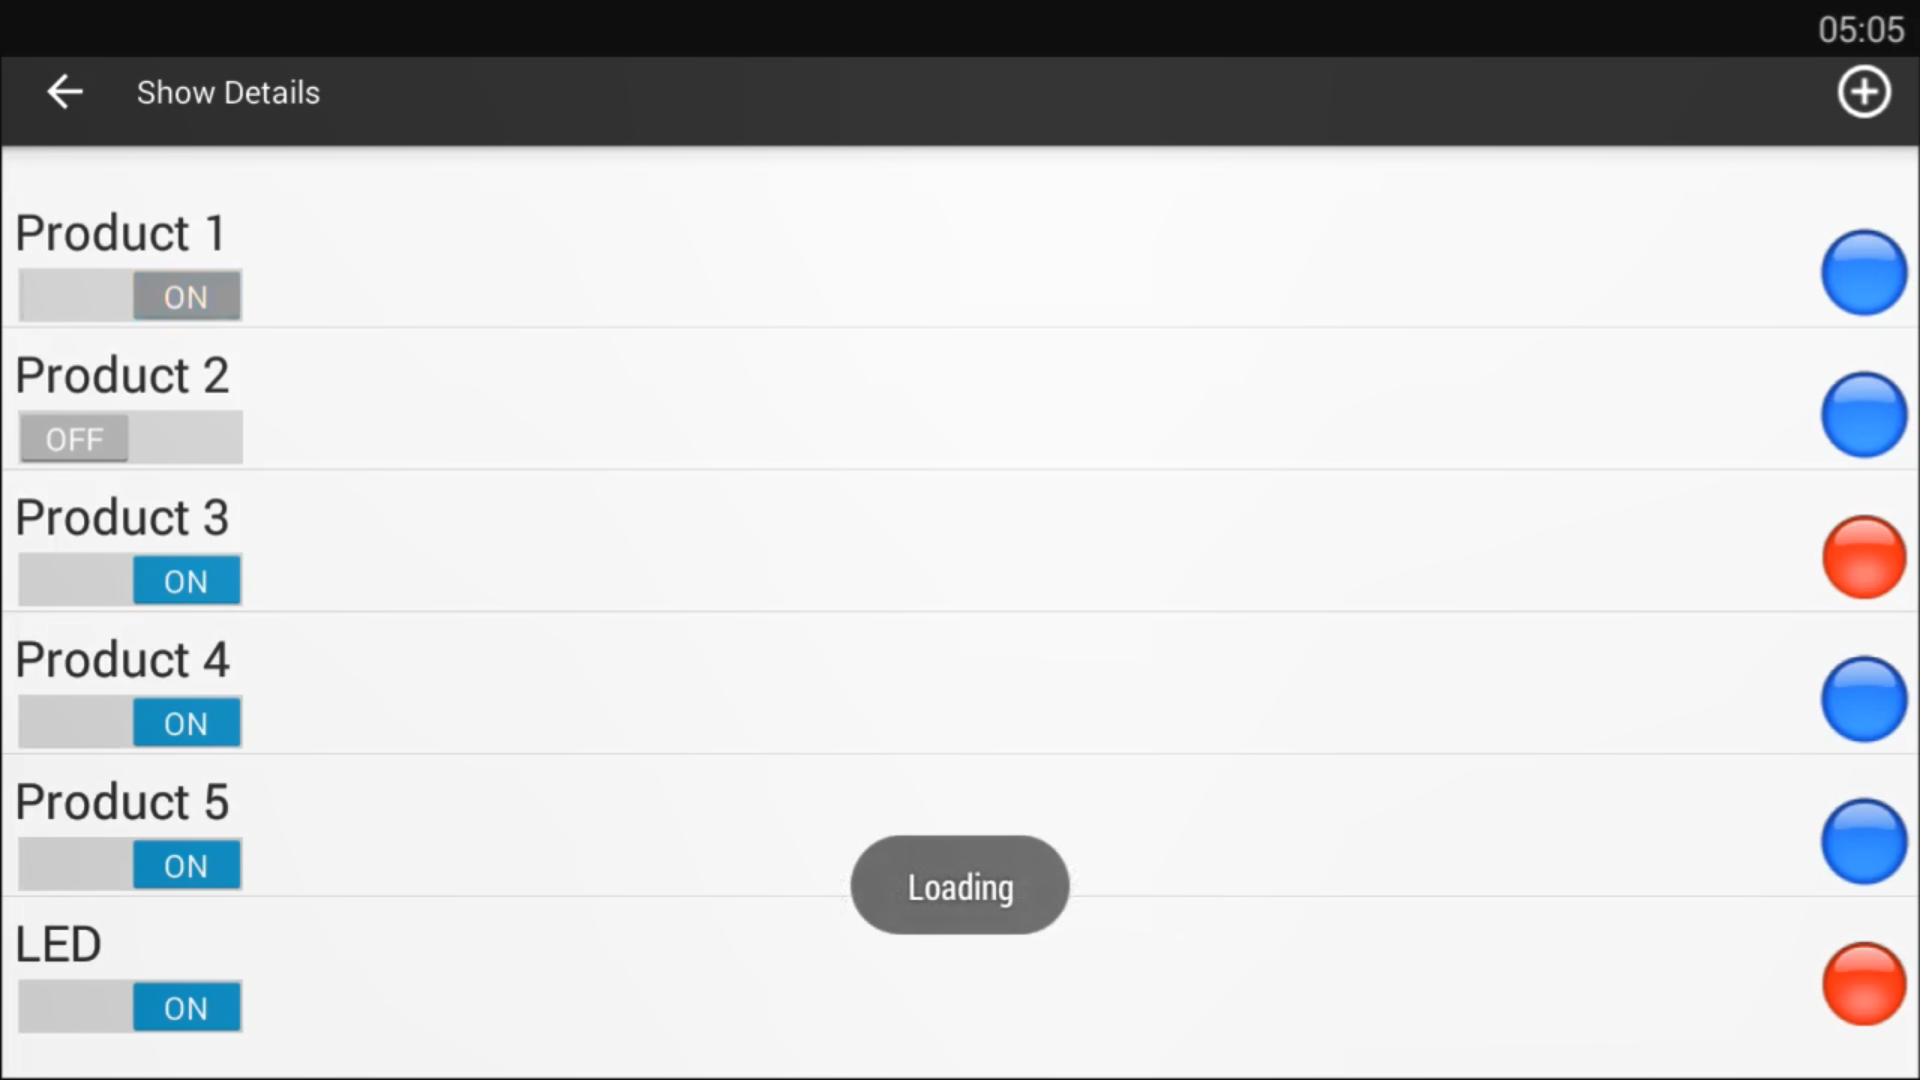 05:05
Show Details
Product 1
ON
Product 2
OFF
Product 3
ON
Product 4
ON
Product 5
ON
Loading
LED
ON